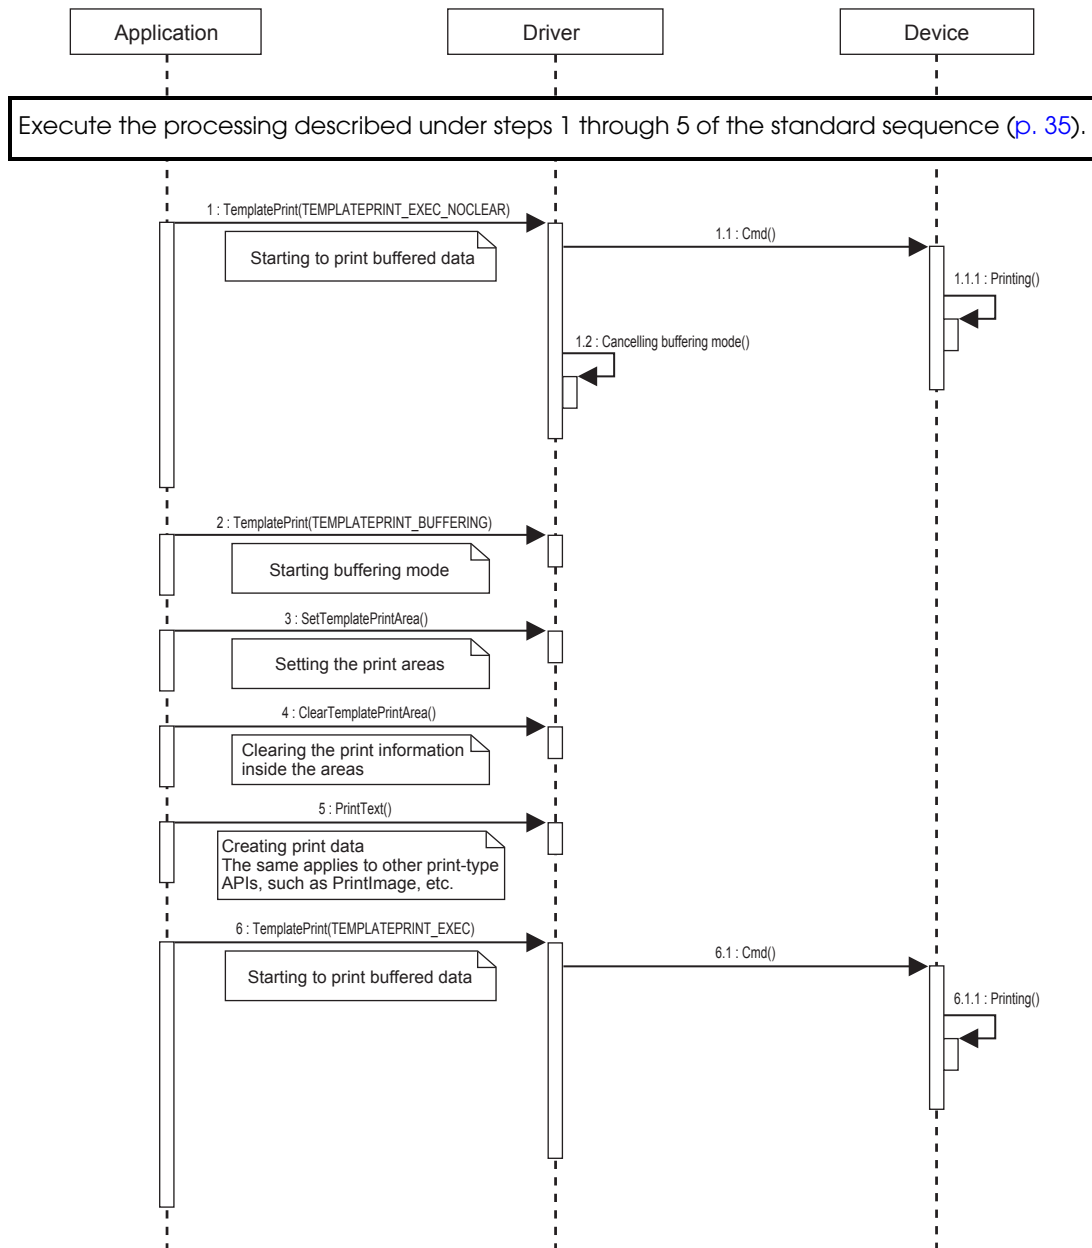 Application
Driver
Device
Execute the processing described under steps 1 through 5 of the standard sequence (p. 35).
1 : TemplatePrint(TEMPLATEPRINT_EXEC_NOCLEAR)
Starting to print buffered data
1.1 : Cmd()
1.1.1 : Printing()
1.2 : Cancelling buffering mode()
2 : TemplatePrint(TEMPLATEPRINT_BUFFERING)
Starting buffering mode
3 : SetTemplatePrintArea()
Setting the print areas
4 : ClearTemplatePrintArea()
Clearing the print information
inside the areas
5 : PrintText()
Creating print data
The same applies to other print-type
APIs, such as PrintImage, etc.
6 : TemplatePrint(TEMPLATEPRINT_EXEC)
Starting to print buffered data
6.1 : Cmd()
6.1.1 : Printing()